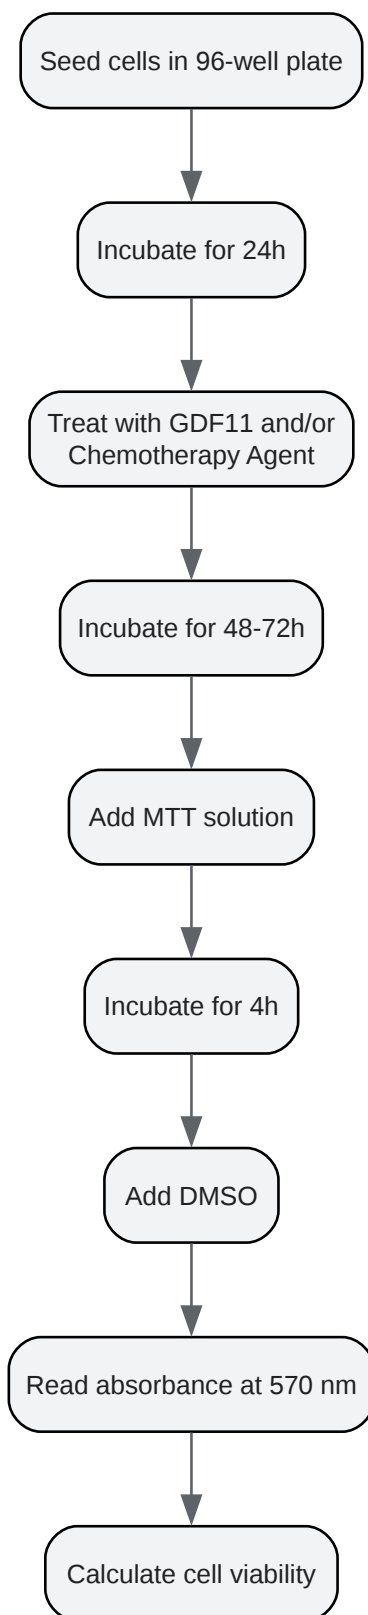 Seed cells in 96-well plate
Incubate for 24h
Treat with GDF11 and/or
Chemotherapy Agent
Incubate for 48-72h
Add MTT solution
Incubate for 4h
Add DMSO
Read absorbance at 570 nm
Calculate cell viability